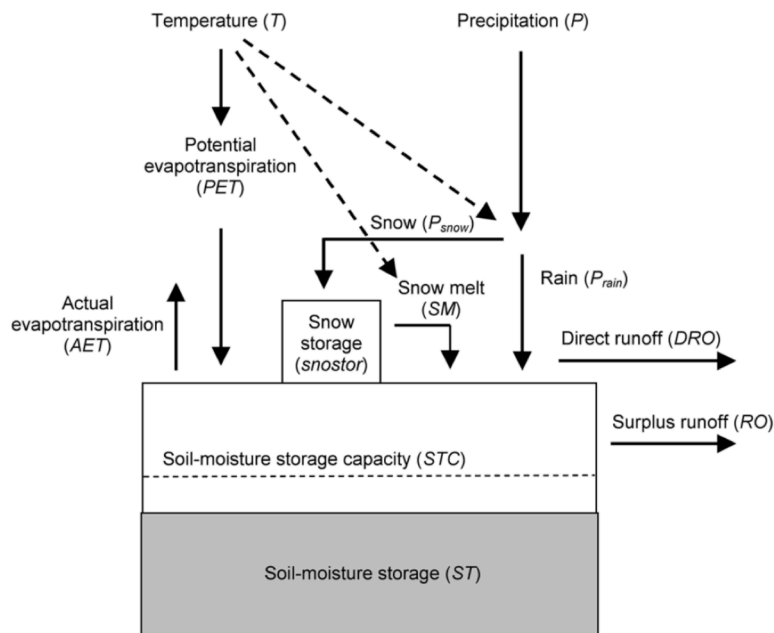 Temperature (T)
Precipitation (P)
Potential
evapotranspiration
(PET)
Snow (Psnow)
Rain (Prain)
Snow melt
(SM)
Actual
evapotranspiration
(AET)
Snow
storage
(snostor)
Direct runoff (DRO)
Surplus runoff (RO)
Soil-moisture storage capacity (STC)
Soil-moisture storage (ST)